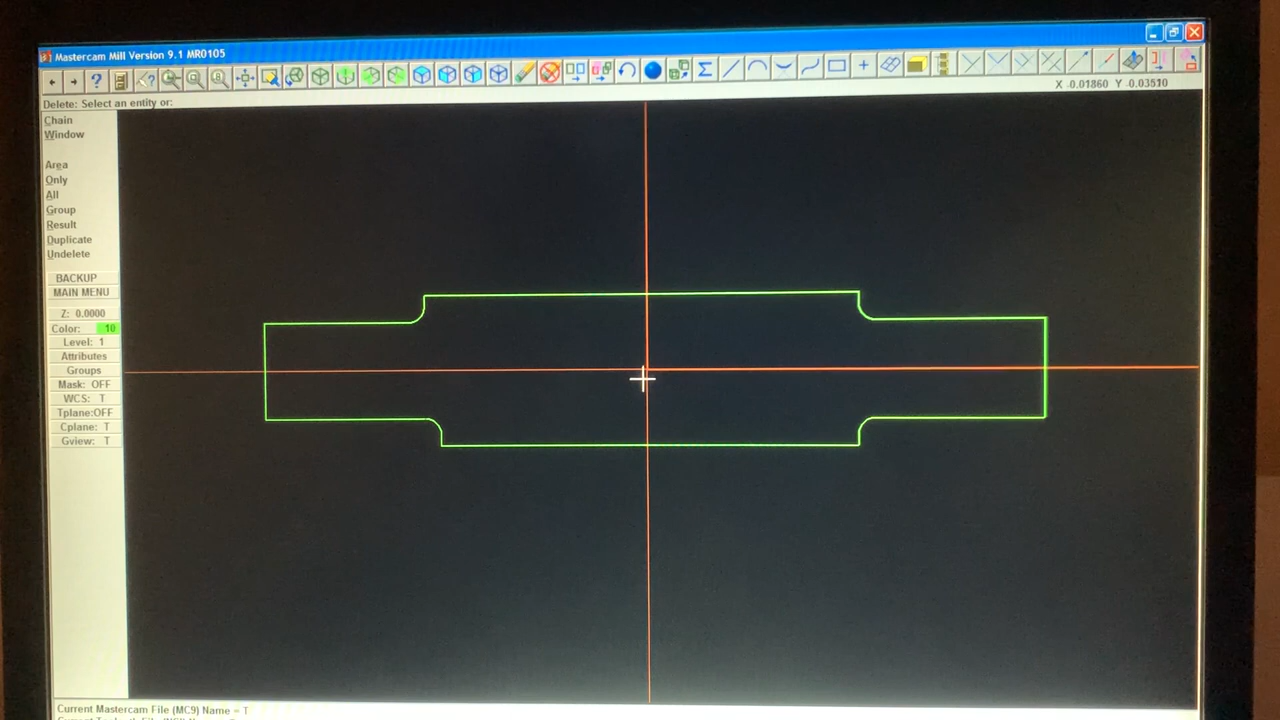 Mastercam Mill Version 9.1 MR0105
X -0.01860 Y -0.03510
Delete: Select an entity or:
Chain
Window
Area
Only
All
Group
Result
Duplicate
Undelete
BACKUP
MAIN MENU
Z: 0.0000
Color: 10
Level: 1
Attributes
Groups
Mask: OFF
WCS: T
Tplane:OFF
Cplane: T
Gview: T
Current Mastercam File (MC9) Name = T